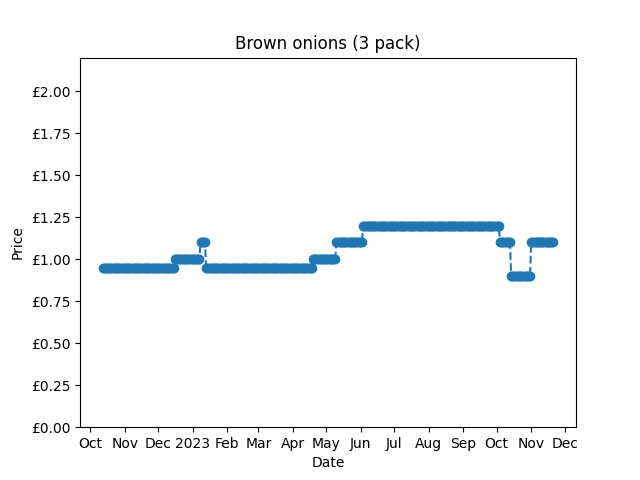 Brown onions (3 pack)
£2.00
£1.75
£1.50
£1.25
£1.00
£0.75
£0.50
£0.25
£0.00
Price
Oct Nov Dec 2023 Feb Mar Apr May Jun Jul Aug Sep Oct Nov Dec
Date